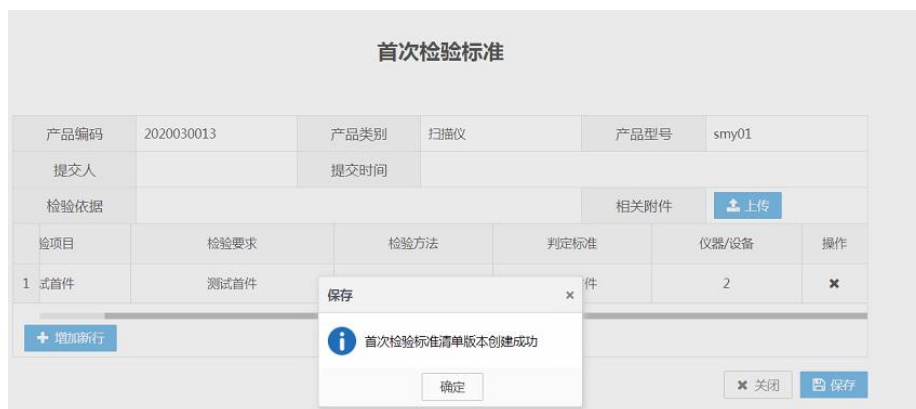 首次检验标准
产品编码 2020030013 产品类别 扫描仪 产品型号 smy01
提交人 提交时间
检验依据 相关附件 上传
验项目 检验要求 检验方法 判定标准 仪器/设备 操作
1 式首件 测试首件 件 2
保存 ×
增加新行
首次检验标准清单版本创建成功
确定
关闭 保存